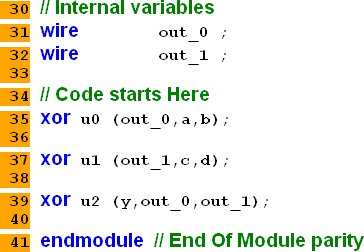 30 // Internal variables
31 wire out_0 ;
32 wire out_1 ;
33
34 // Code starts Here
35 xor u0 (out_0,a,b);
36
37 xor u1 (out_1,c,d);
38
39 xor u2 (y,out_0,out_1);
40
41 endmodule // End Of Module parity